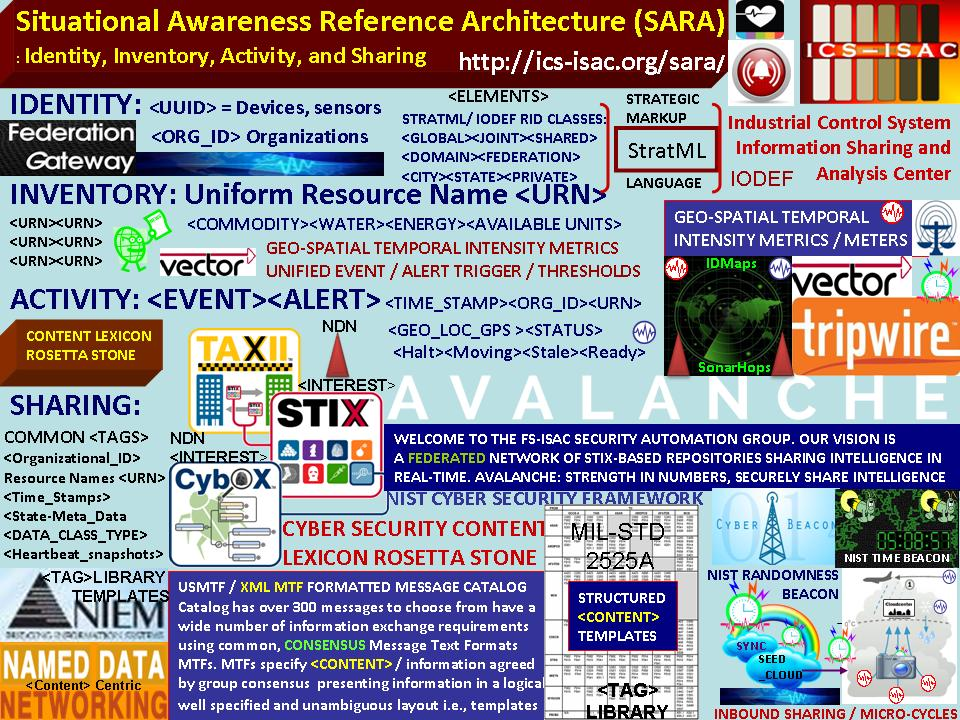 Situational Awareness Reference Architecture (SARA)
: Identity, Inventory, Activity, and Sharing
http://ics-isac.org/sara/
ICS-ISAC
IDENTITY: <UUID> = Devices, sensors
<ORG_ID> Organizations
Federation
Gateway
<ELEMENTS>
STRATML/ IODEF RID CLASSES:
<GLOBAL><JOINT><SHARED>
<DOMAIN><FEDERATION>
<CITY><STATE><PRIVATE>
STRATEGIC
MARKUP
StratML
LANGUAGE
IODEF
Industrial Control System
Information Sharing and
Analysis Center
INVENTORY: Uniform Resource Name <URN>
<URN><URN>
<URN><URN>
<URN><URN>
<COMMODITY><WATER><ENERGY><AVAILABLE UNITS>
vector
GEO-SPATIAL TEMPORAL INTENSITY METRICS
UNIFIED EVENT / ALERT TRIGGER / THRESHOLDS
GEO-SPATIAL TEMPORAL
INTENSITY METRICS / METERS
IDMaps
SonarHops
vector
tripwire
ACTIVITY: <EVENT><ALERT> <TIME_STAMP><ORG_ID><URN>
<GEO_LOC_GPS ><STATUS>
<Halt><Moving><Stale><Ready>
CONTENT LEXICON
ROSETTA STONE
TAXII
STIX
NDN
<INTEREST>
STIX
AVALANCHE
SHARING:
COMMON <TAGS>
<Organizational_ID>
Resource Names <URN>
<Time_Stamps>
<State-Meta_Data
<DATA_CLASS_TYPE>
<Heartbeat_snapshots>
<TAG>LIBRARY
TEMPLATES
NDN
<INTEREST>
CybOX
WELCOME TO THE FS-ISAC SECURITY AUTOMATION GROUP. OUR VISION IS
A FEDERATED NETWORK OF STIX-BASED REPOSITORIES SHARING INTELLIGENCE IN
REAL-TIME. AVALANCHE: STRENGTH IN NUMBERS, SECURELY SHARE INTELLIGENCE
NIST CYBER SECURITY FRAMEWORK
CYBER SECURITY CONTENT
LEXICON ROSETTA STONE
MIL-STD
2525A
STRUCTURED
<CONTENT>
TEMPLATES
<TAG>
LIBRARY
CYBER BEACON
NIST RANDOMNESS
BEACON
05:08:57
NIST TIME BEACON
NIEM
NAMED DATA
<Content> Centric
NETWORKING
USMTF / XML MTF FORMATTED MESSAGE CATALOG
Catalog has over 300 messages to choose from have a
wide number of information exchange requirements
using common, CONSENSUS Message Text Formats
MTFs. MTFs specify <CONTENT> / information agreed
by group consensus presenting information in a logical
well specified and unambiguous layout i.e., templates
SYNC
SEED
_CLOUD
Cloudcenter
INBOUND SHARING / MICRO-CYCLES